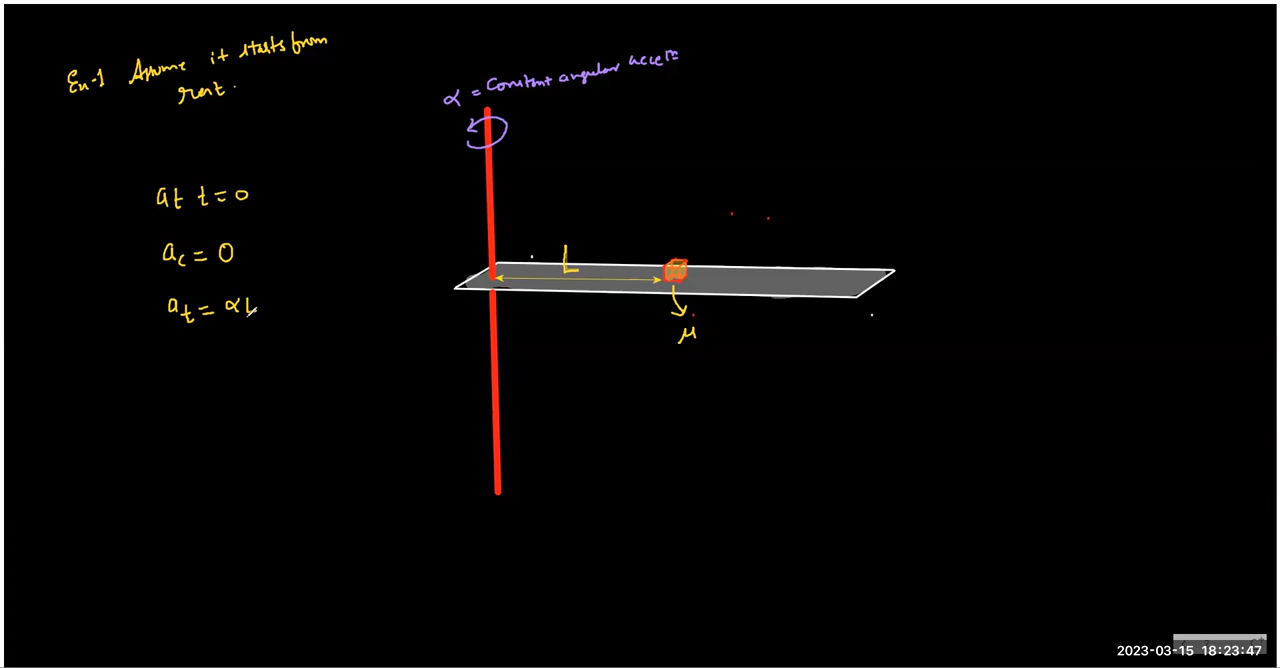 Ex-1 Assume it starts from
rest.
α = Constant angular acceln
at t=0
ac = 0
at = αL
L
μ
2023-03-15 18:23:47